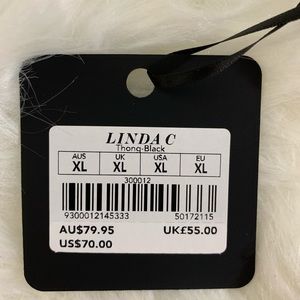 LINDA C
Thong-Black
AUS UK USA EU
XL XL XL XL
300012
9300012145333 50172115
AU$79.95 UK£55.00
US$70.00